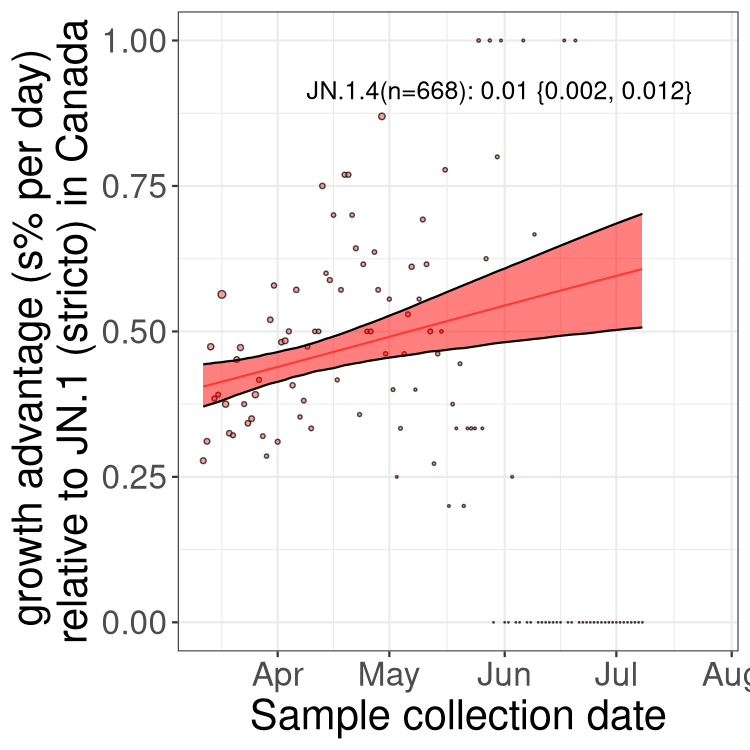 growth advantage (s% per day)
relative to JN.1 (stricto) in Canada
1.00
0.75
0.50
0.25
0.00
JN.1.4(n=668): 0.01 {0.002, 0.012}
Apr May Jun Jul Aug
Sample collection date